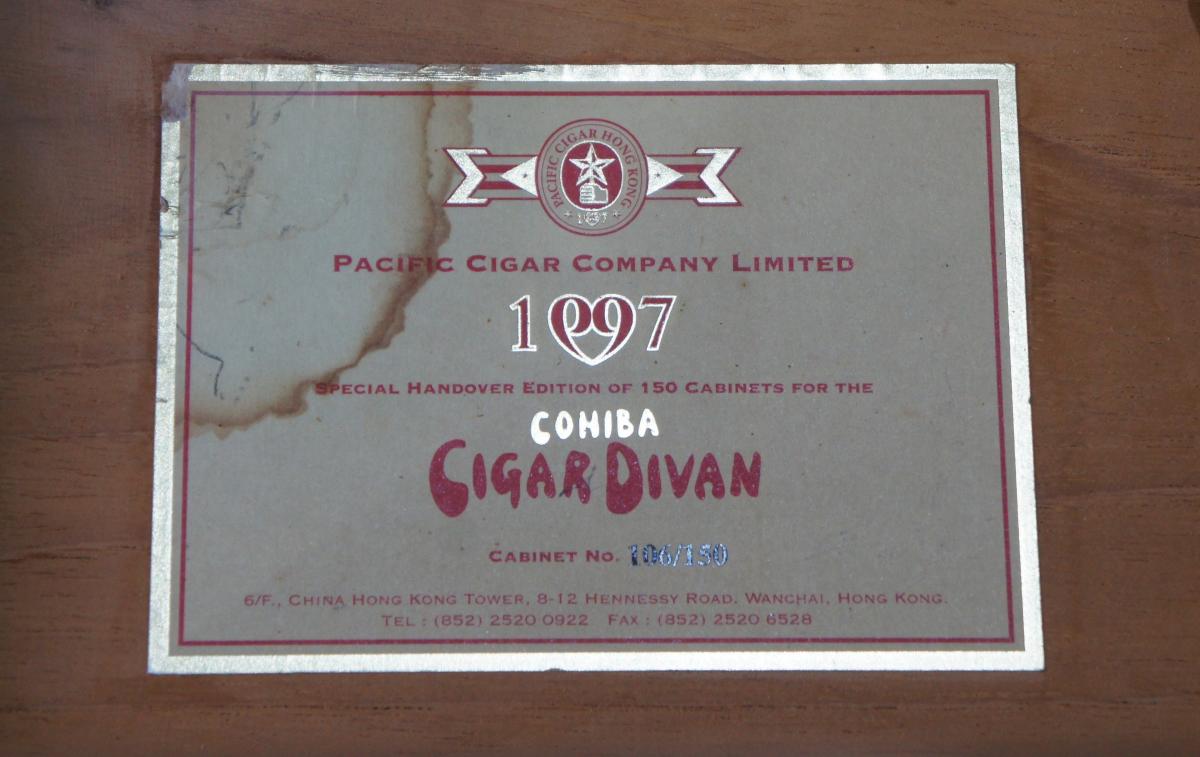 PACIFIC CIGAR HONG KONG
1997
PACIFIC CIGAR COMPANY LIMITED
1997
SPECIAL HANDOVER EDITION OF 150 CABINETS FOR THE
COHIBA
CIGAR DIVAN
CABINET NO. 106/150
6/F., CHINA HONG KONG TOWER, 8-12 HENNESSY ROAD, WANCHAI, HONG KONG.
TEL : (852) 2520 0922 FAX : (852) 2520 6528